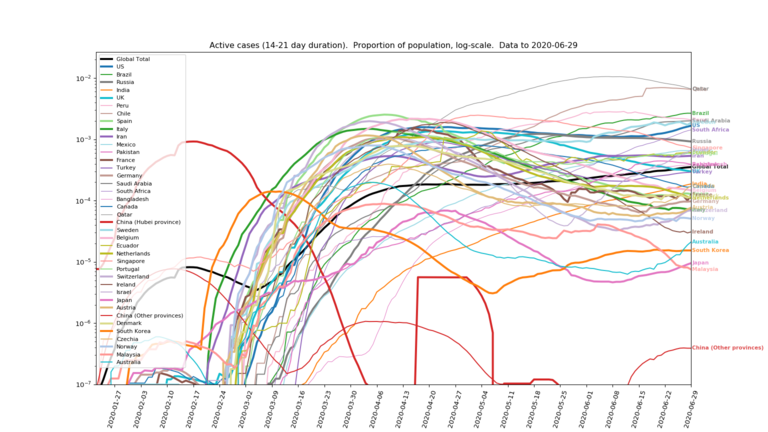 Active cases (14-21 day duration).  Proportion of population, log-scale.  Data to 2020-06-29
Global Total
US
Brazil
Russia
India
UK
Peru
Chile
Spain
Italy
Iran
Mexico
Pakistan
France
Turkey
Germany
Saudi Arabia
South Africa
Bangladesh
Canada
Qatar
China (Hubei province)
Sweden
Belgium
Ecuador
Netherlands
Singapore
Portugal
Switzerland
Ireland
Israel
Japan
Austria
China (Other provinces)
Denmark
South Korea
Czechia
Norway
Malaysia
Australia
10⁻²
10⁻³
10⁻⁴
10⁻⁵
10⁻⁶
10⁻⁷
Qatar
Brazil
Saudi Arabia
US
South Africa
Russia
Iran
Global Total
Turkey
Canada
Germany
Norway
Ireland
Australia
South Korea
Japan
Malaysia
China (Other provinces)
2020-01-27
2020-02-03
2020-02-10
2020-02-17
2020-02-24
2020-03-02
2020-03-09
2020-03-16
2020-03-23
2020-03-30
2020-04-06
2020-04-13
2020-04-20
2020-04-27
2020-05-04
2020-05-11
2020-05-18
2020-05-25
2020-06-01
2020-06-08
2020-06-15
2020-06-22
2020-06-29